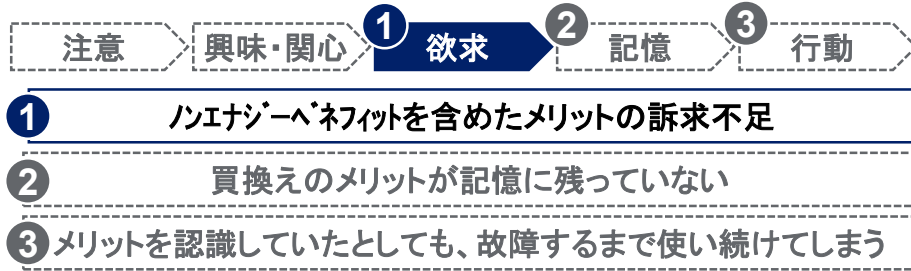 注意 興味・関心 1 欲求 2 記憶 3 行動
1 ノンエナジーベネフィットを含めたメリットの訴求不足
2 買換えのメリットが記憶に残っていない
3 メリットを認識していたとしても、故障するまで使い続けてしまう